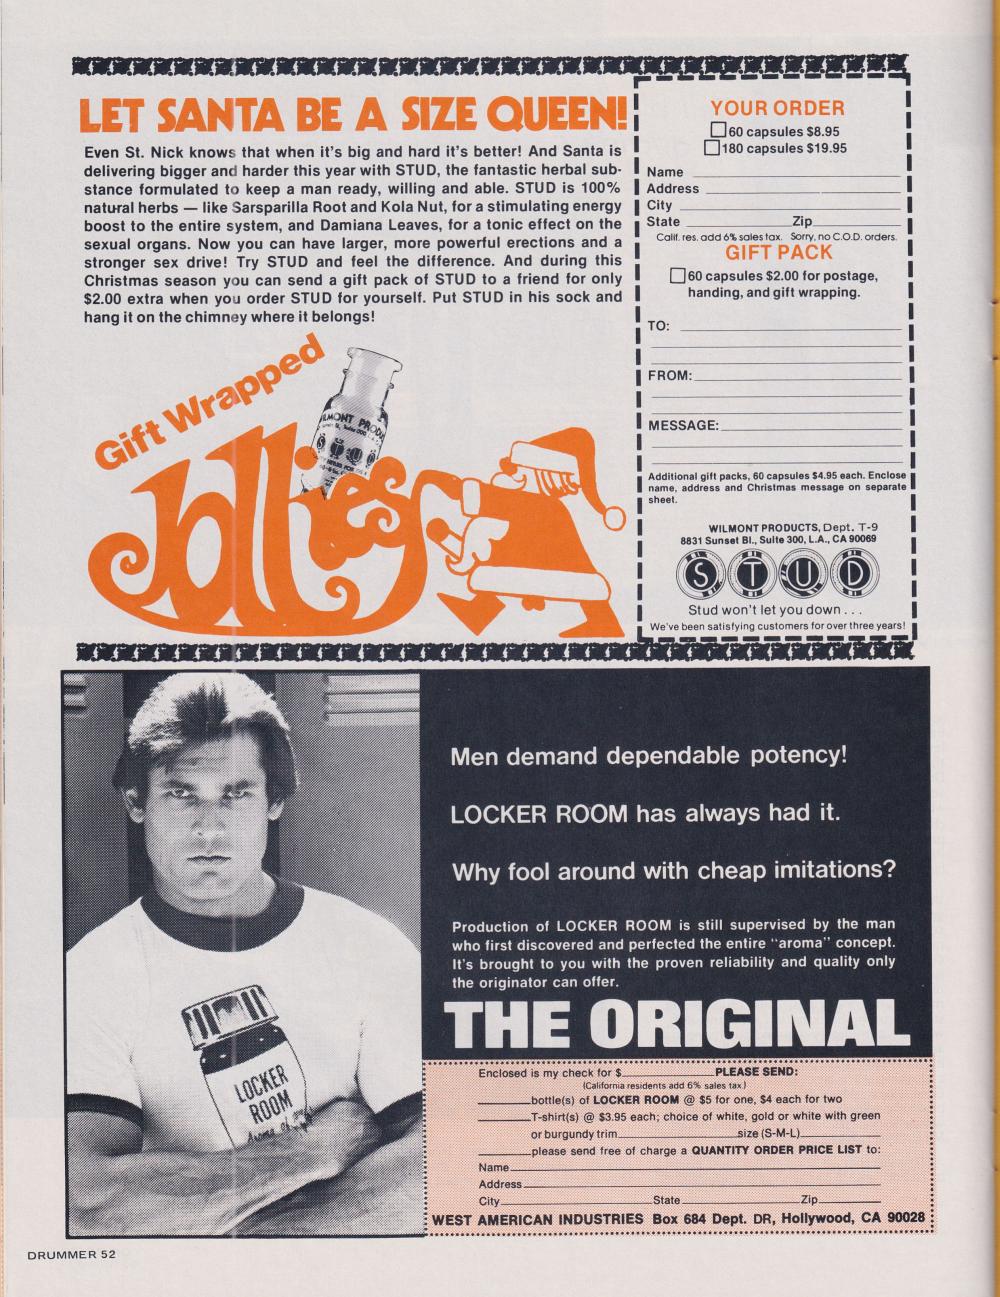 LET SANTA BE A SIZE QUEEN!
Even St. Nick knows that when it's big and hard it's better! And Santa is
delivering bigger and harder this year with STUD, the fantastic herbal sub-
stance formulated to keep a man ready, willing and able. STUD is 100%
natural herbs — like Sarsparilla Root and Kola Nut, for a stimulating energy
boost to the entire system, and Damiana Leaves, for a tonic effect on the
sexual organs. Now you can have larger, more powerful erections and a
stronger sex drive! Try STUD and feel the difference. And during this
Christmas season you can send a gift pack of STUD to a friend for only
$2.00 extra when you order STUD for yourself. Put STUD in his sock and
hang it on the chimney where it belongs!
Gift Wrapped
Jollies
STUD
YOUR ORDER
60 capsules $8.95
180 capsules $19.95
Name
Address
City
State Zip
Calif. res. add 6% sales tax. Sorry, no C.O.D. orders.
GIFT PACK
60 capsules $2.00 for postage,
handing, and gift wrapping.
TO:
FROM:
MESSAGE:
Additional gift packs, 60 capsules $4.95 each. Enclose
name, address and Christmas message on separate
sheet.
WILMONT PRODUCTS, Dept. T-9
8831 Sunset Bl., Suite 300, L.A., CA 90069
STUD
Stud won't let you down . . .
We've been satisfying customers for over three years!
Men demand dependable potency!
LOCKER ROOM has always had it.
Why fool around with cheap imitations?
Production of LOCKER ROOM is still supervised by the man
who first discovered and perfected the entire "aroma" concept.
It's brought to you with the proven reliability and quality only
the originator can offer.
THE ORIGINAL
LOCKER
ROOM
Aroma of
Enclosed is my check for $ PLEASE SEND:
(California residents add 6% sales tax)
bottle(s) of LOCKER ROOM @ $5 for one, $4 each for two
T-shirt(s) @ $3.95 each; choice of white, gold or white with green
or burgundy trim size (S-M-L)
please send free of charge a QUANTITY ORDER PRICE LIST to:
Name
Address
City State Zip
WEST AMERICAN INDUSTRIES Box 684 Dept. DR, Hollywood, CA 90028
DRUMMER 52